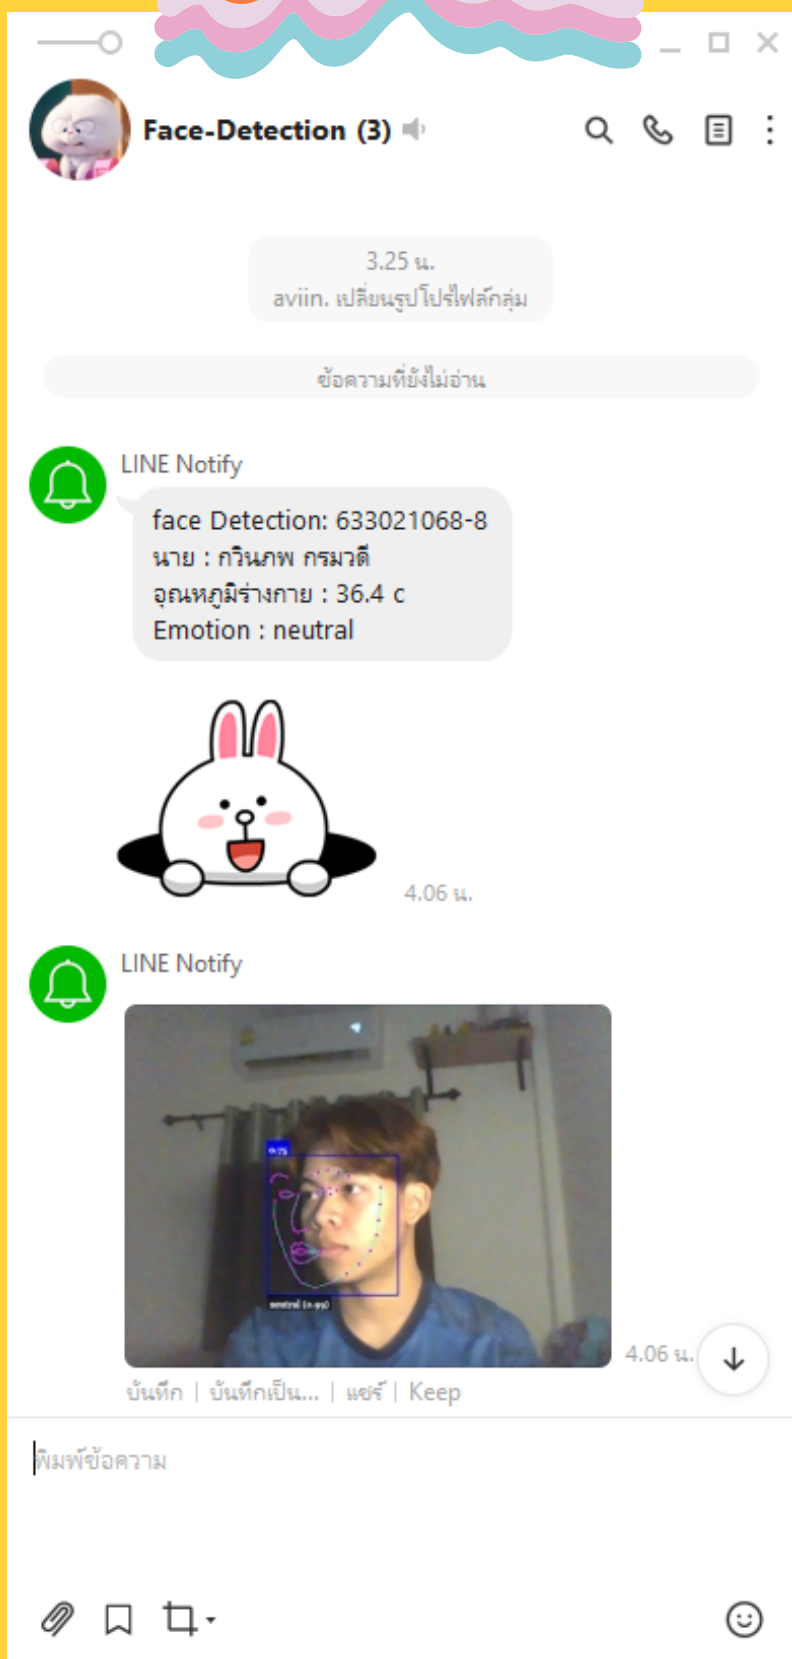 Face-Detection (3)
3.25 น.
aviin. เปลี่ยนรูปโปรไฟล์กลุ่ม
ข้อความที่ยังไม่อ่าน
LINE Notify
face Detection: 633021068-8
นาย : กวินภพ กรมวดี
อุณหภูมิร่างกาย : 36.4 c
Emotion : neutral
4.06 น.
LINE Notify
0.75
neutral (0.99)
4.06 น.
บันทึก | บันทึกเป็น... | แชร์ | Keep
พิมพ์ข้อความ